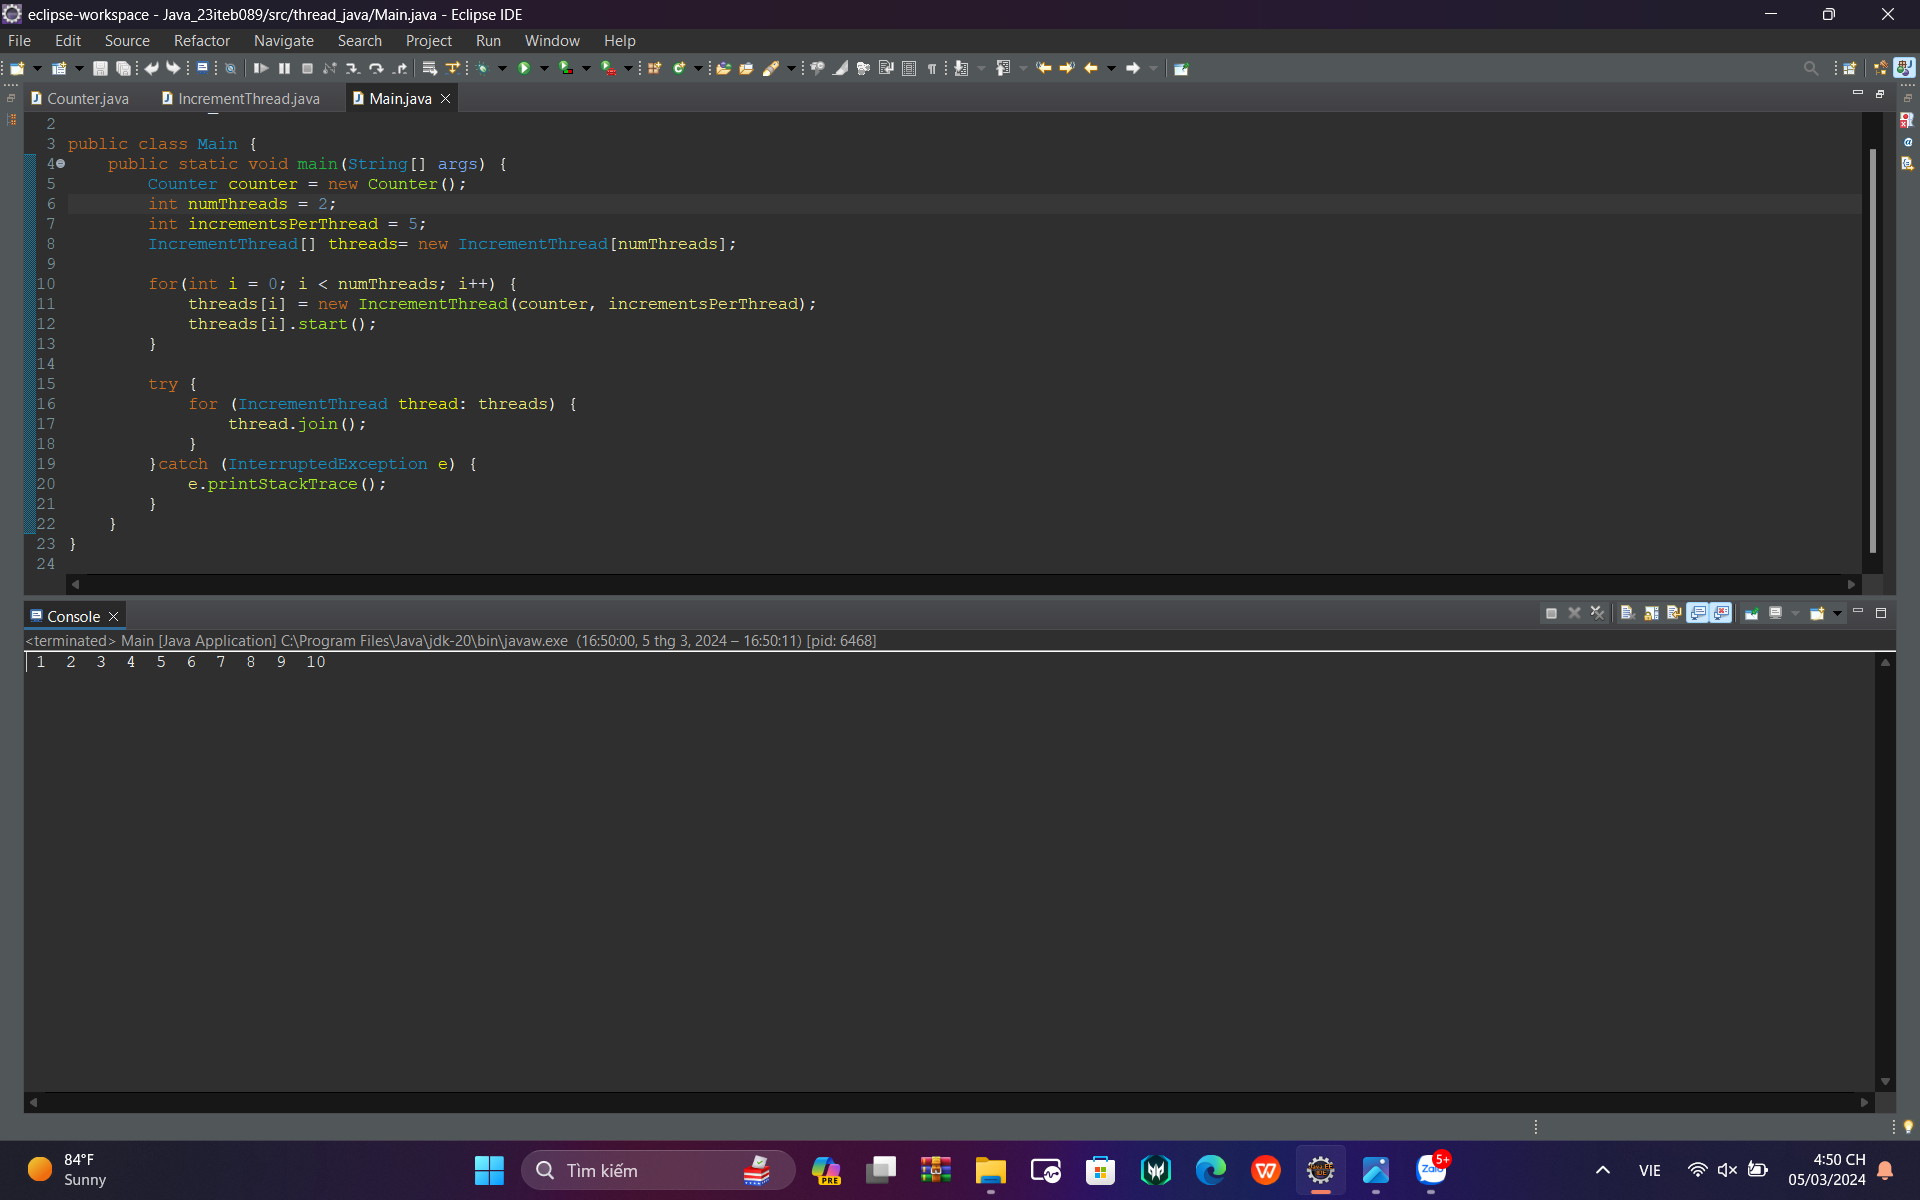 eclipse-workspace - Java_23iteb089/src/thread_java/Main.java - Eclipse IDE
File Edit Source Refactor Navigate Search Project Run Window Help
Counter.java IncrementThread.java Main.java
2
3 public class Main {
4 public static void main(String[] args) {
5 Counter counter = new Counter();
6 int numThreads = 2;
7 int incrementsPerThread = 5;
8 IncrementThread[] threads= new IncrementThread[numThreads];
9
10 for(int i = 0; i < numThreads; i++) {
11 threads[i] = new IncrementThread(counter, incrementsPerThread);
12 threads[i].start();
13 }
14
15 try {
16 for (IncrementThread thread: threads) {
17 thread.join();
18 }
19 }catch (InterruptedException e) {
20 e.printStackTrace();
21 }
22 }
23 }
24
Console
<terminated> Main [Java Application] C:\Program Files\Java\jdk-20\bin\javaw.exe (16:50:00, 5 thg 3, 2024 – 16:50:11) [pid: 6468]
1 2 3 4 5 6 7 8 9 10
84°F
Sunny
Tìm kiếm
PRE
Zalo
5+
VIE
4:50 CH
05/03/2024